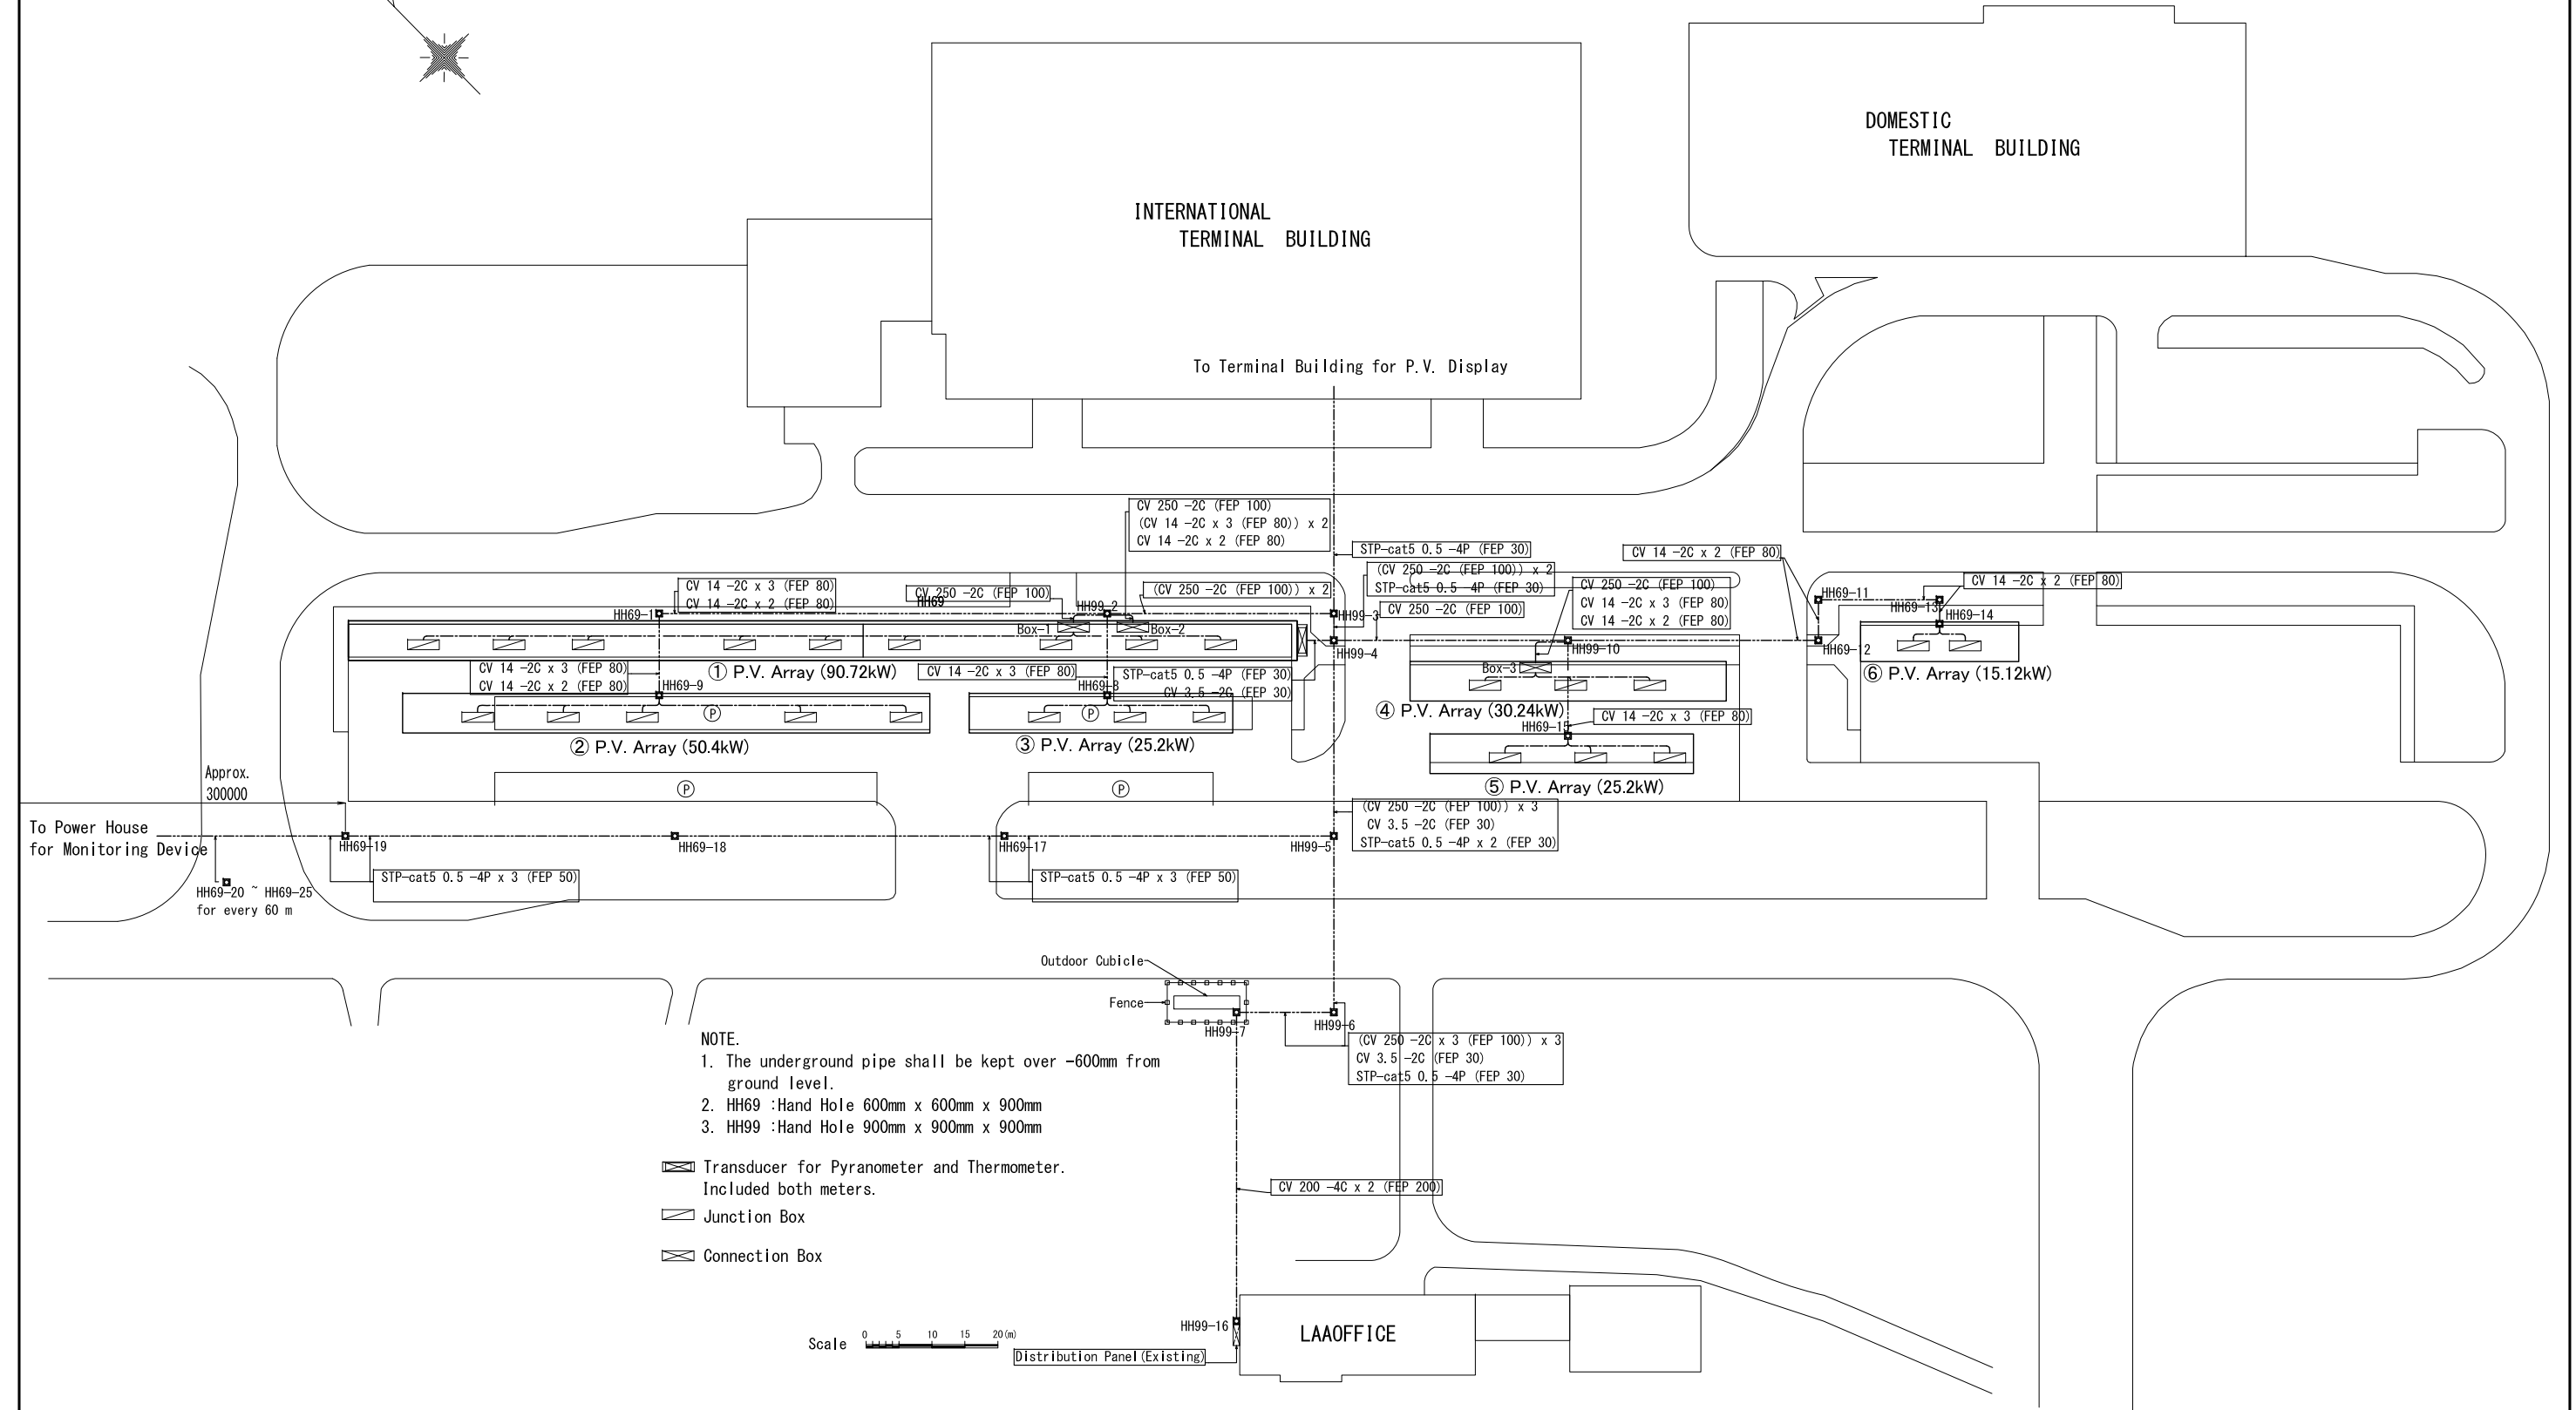 DOMESTIC
TERMINAL BUILDING
INTERNATIONAL
TERMINAL BUILDING
To Terminal Building for P.V. Display
CV 250 -2C (FEP 100)
(CV 14 -2C x 3 (FEP 80)) x 2
CV 14 -2C x 2 (FEP 80)
STP-cat5 0.5 -4P (FEP 30)
(CV 250 -2C (FEP 100)) x 2
STP-cat5 0.5 -4P (FEP 30)
CV 14 -2C x 2 (FEP 80)
CV 14 -2C x 3 (FEP 80)
CV 14 -2C x 2 (FEP 80)
CV 250 -2C (FEP 100)
HH69
(CV 250 -2C (FEP 100)) x 2
CV 250 -2C (FEP 100)
CV 250 -2C (FEP 100)
CV 14 -2C x 3 (FEP 80)
CV 14 -2C x 2 (FEP 80)
CV 14 -2C x 2 (FEP 80)
HH69-1
HH99-2
HH99-3
HH69-11
HH69-13
HH69-14
Box-1
Box-2
HH99-4
HH99-10
HH69-12
CV 14 -2C x 3 (FEP 80)
CV 14 -2C x 2 (FEP 80)
① P.V. Array (90.72kW)
CV 14 -2C x 3 (FEP 80)
STP-cat5 0.5 -4P (FEP 30)
CV 3.5 -2C (FEP 30)
Box-3
⑥ P.V. Array (15.12kW)
HH69-9
HH69-8
P
P
④ P.V. Array (30.24kW)
CV 14 -2C x 3 (FEP 80)
HH69-15
② P.V. Array (50.4kW)
③ P.V. Array (25.2kW)
⑤ P.V. Array (25.2kW)
Approx.
300000
P
P
(CV 250 -2C (FEP 100)) x 3
CV 3.5 -2C (FEP 30)
STP-cat5 0.5 -4P x 2 (FEP 30)
To Power House
for Monitoring Device
HH69-19
HH69-18
HH69-17
HH99-5
STP-cat5 0.5 -4P x 3 (FEP 50)
STP-cat5 0.5 -4P x 3 (FEP 50)
HH69-20 ~ HH69-25
for every 60 m
Outdoor Cubicle
Fence
HH99-7
HH99-6
(CV 250 -2C x 3 (FEP 100)) x 3
CV 3.5 -2C (FEP 30)
STP-cat5 0.5 -4P (FEP 30)
NOTE.
1. The underground pipe shall be kept over -600mm from
ground level.
2. HH69 :Hand Hole 600mm x 600mm x 900mm
3. HH99 :Hand Hole 900mm x 900mm x 900mm
Transducer for Pyranometer and Thermometer.
Included both meters.
Junction Box
Connection Box
CV 200 -4C x 2 (FEP 200)
HH99-16
LAAOFFICE
Scale 0 5 10 15 20(m)
Distribution Panel(Existing)